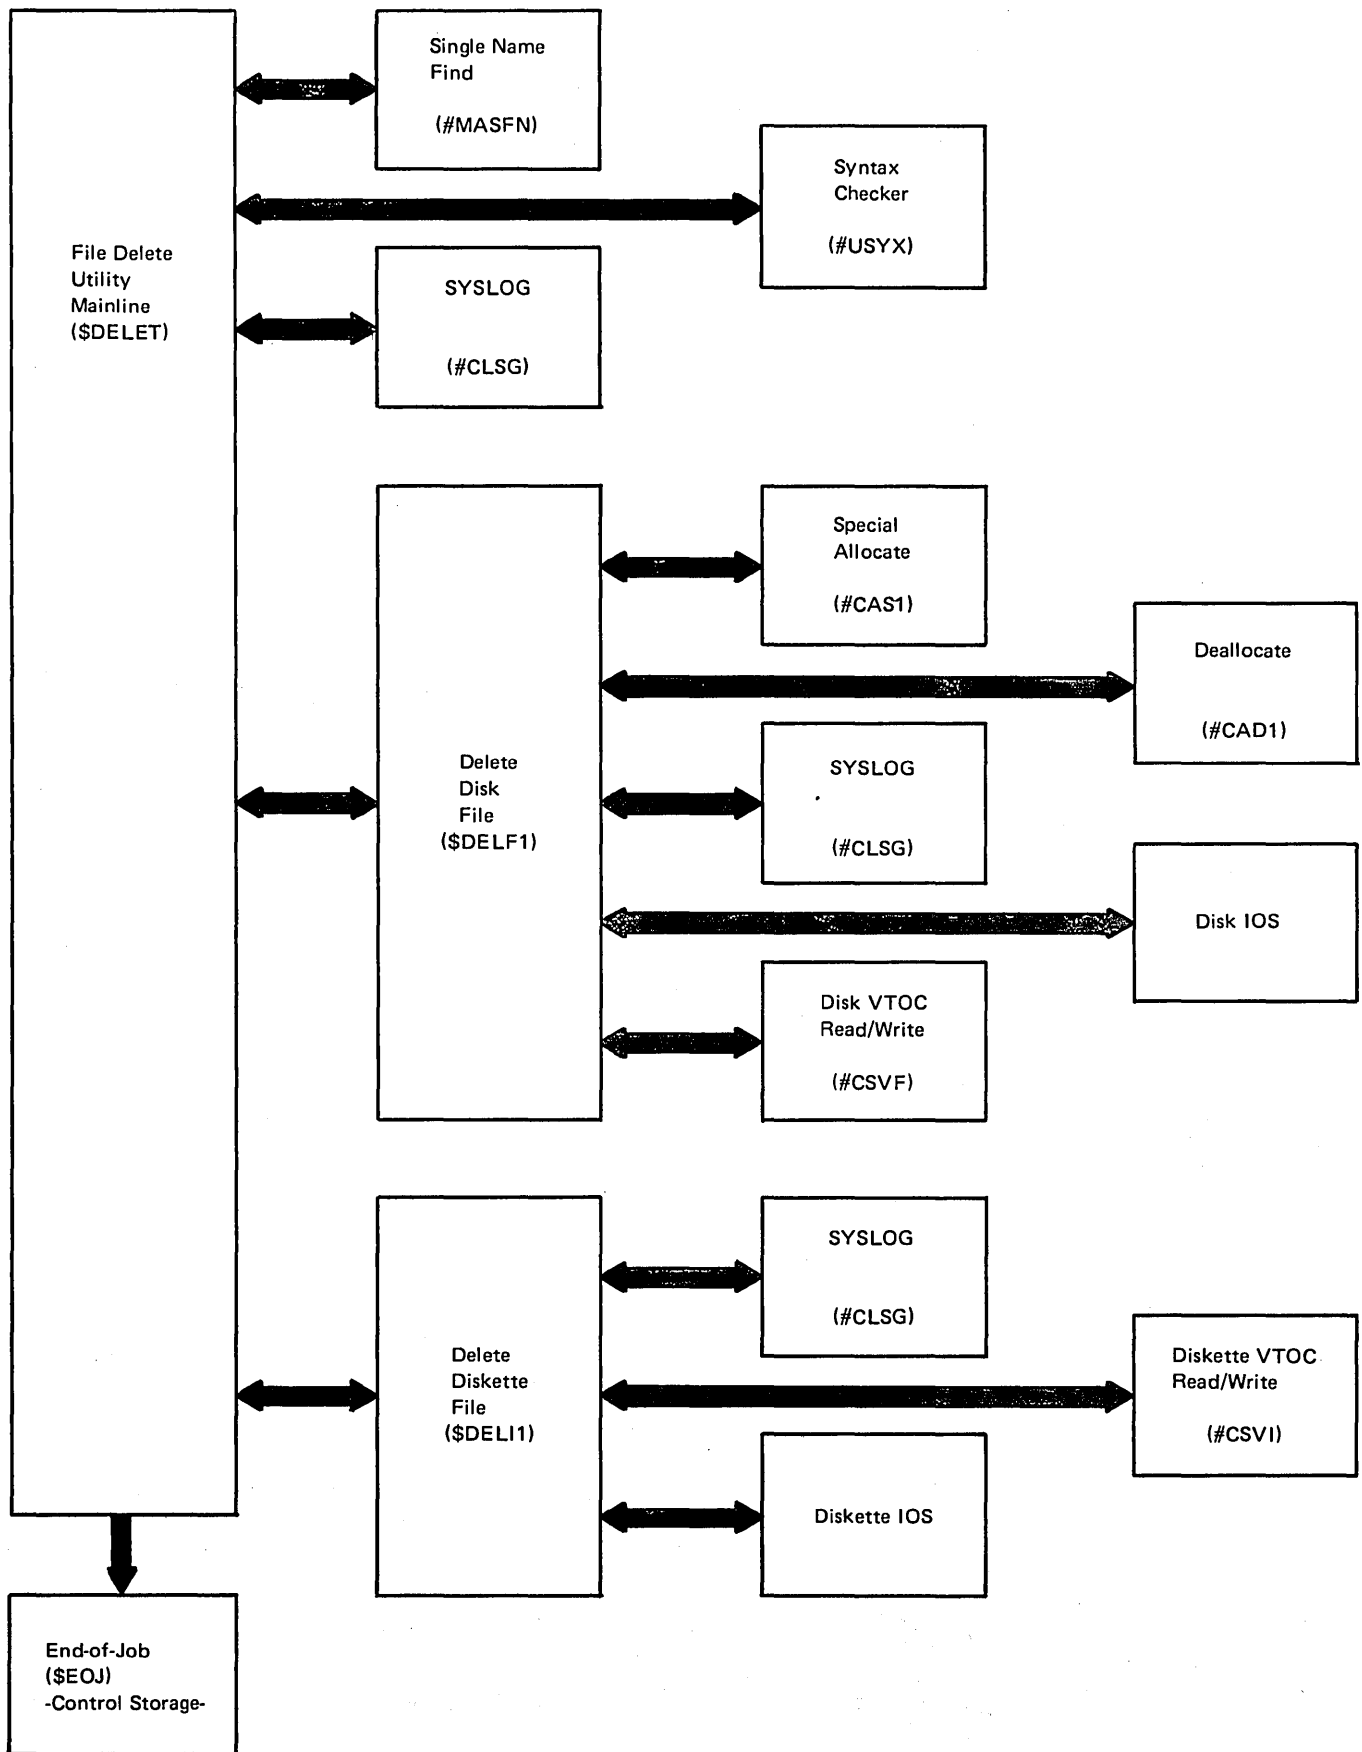 Single Name
Find
(#MASFN)
Syntax
Checker
(#USYX)
File Delete
Utility
Mainline
($DELET)
SYSLOG
(#CLSG)
Special
Allocate
(#CAS1)
Deallocate
(#CAD1)
Delete
Disk
File
($DELF1)
SYSLOG
(#CLSG)
Disk IOS
Disk VTOC
Read/Write
(#CSVF)
SYSLOG
(#CLSG)
Delete
Diskette
File
($DELI1)
Diskette VTOC
Read/Write
(#CSVI)
Diskette IOS
End-of-Job
($EOJ)
-Control Storage-